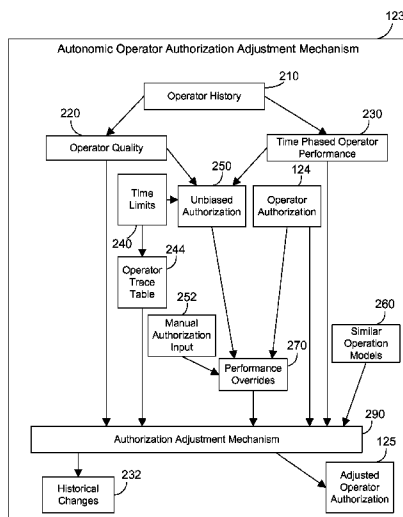 123
Autonomic Operator Authorization Adjustment Mechanism
210
Operator History
220
230
Operator Quality
Time Phased Operator
Performance
250
124
Time
Limits
Unbiased
Authorization
Operator
Authorization
240
244
Operator
Trace
Table
252
260
Manual
Authorization
Input
Similar
Operation
Models
270
Performance
Overrides
290
Authorization Adjustment Mechanism
232
125
Historical
Changes
Adjusted
Operator
Authorization